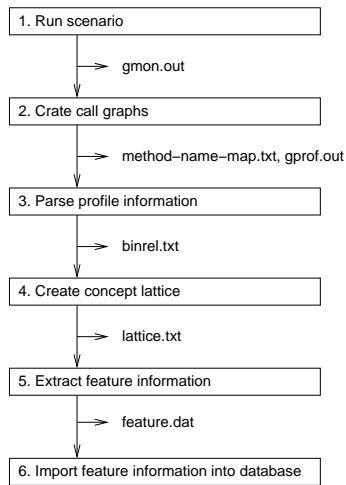 1. Run scenario
gmon.out
2. Crate call graphs
method−name−map.txt, gprof.out
3. Parse profile information
binrel.txt
4. Create concept lattice
lattice.txt
5. Extract feature information
feature.dat
6. Import feature information into database